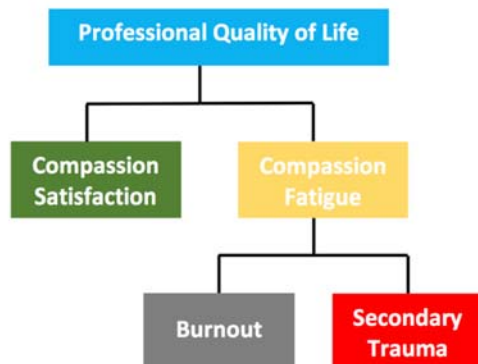 Professional Quality of Life
Compassion
Satisfaction
Compassion
Fatigue
Burnout
Secondary
Trauma